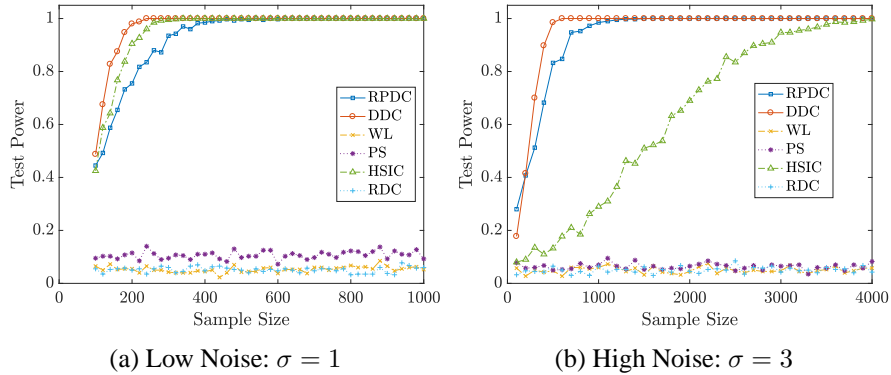 1
0.8
0.6
0.4
0.2
0
Test Power
RPDC
DDC
WL
PS
HSIC
RDC
0 200 400 600 800 1000
Sample Size
(a) Low Noise: σ = 1
1
0.8
0.6
0.4
0.2
0
Test Power
RPDC
DDC
WL
PS
HSIC
RDC
0 1000 2000 3000 4000
Sample Size
(b) High Noise: σ = 3